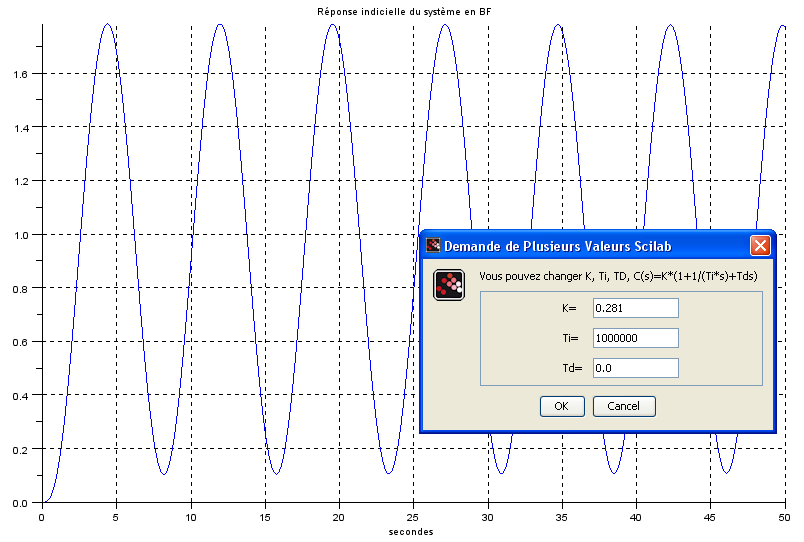 Réponse indicielle du système en BF
1.6
1.4
1.2
1.0
0.8
0.6
0.4
0.2
0.0
0 5 10 15 20 25 30 35 40 45 50
secondes
Demande de Plusieurs Valeurs Scilab
Vous pouvez changer K, Ti, TD, C(s)=K*(1+1/(Ti*s)+Tds)
K= 0.281
Ti= 1000000
Td= 0.0
OK Cancel